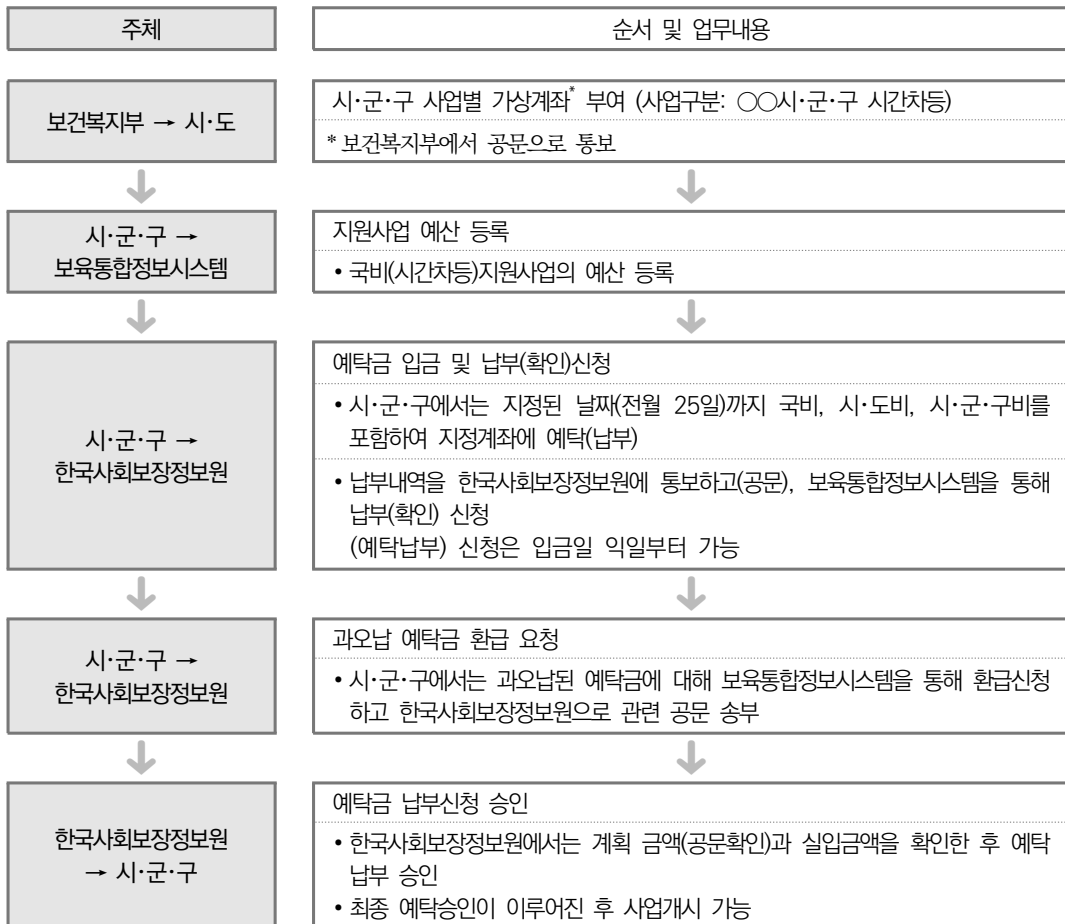 주체
순서 및 업무내용
보건복지부 → 시·도
시·군·구 사업별 가상계좌* 부여 (사업구분: ○○시·군·구 시간차등)
* 보건복지부에서 공문으로 통보
시·군·구 →
보육통합정보시스템
지원사업 예산 등록
• 국비(시간차등)지원사업의 예산 등록
시·군·구 →
한국사회보장정보원
예탁금 입금 및 납부(확인)신청
• 시·군·구에서는 지정된 날짜(전월 25일)까지 국비, 시·도비, 시·군·구비를
포함하여 지정계좌에 예탁(납부)
• 납부내역을 한국사회보장정보원에 통보하고(공문), 보육통합정보시스템을 통해
납부(확인) 신청
(예탁납부) 신청은 입금일 익일부터 가능
시·군·구 →
한국사회보장정보원
과오납 예탁금 환급 요청
• 시·군·구에서는 과오납된 예탁금에 대해 보육통합정보시스템을 통해 환급신청
하고 한국사회보장정보원으로 관련 공문 송부
한국사회보장정보원
→ 시·군·구
예탁금 납부신청 승인
• 한국사회보장정보원에서는 계획 금액(공문확인)과 실입금액을 확인한 후 예탁
납부 승인
• 최종 예탁승인이 이루어진 후 사업개시 가능